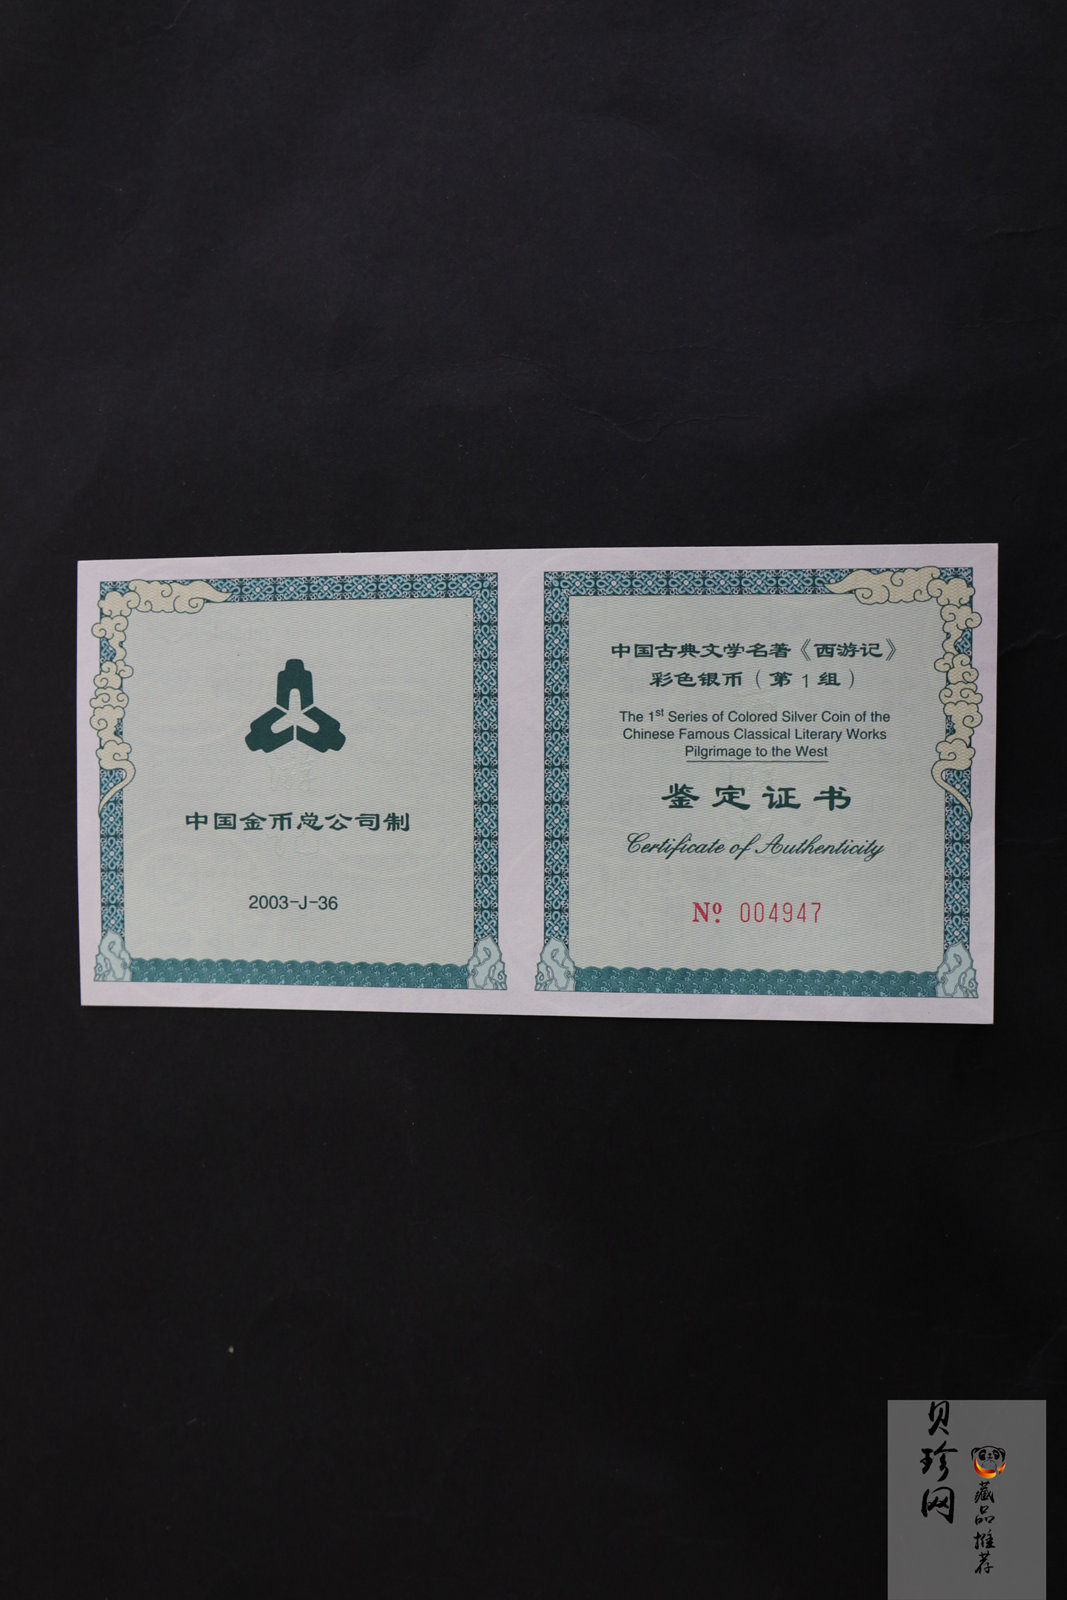 中国金币总公司制
2003-J-36
中国古典文学名著《西游记》
彩色银币（第1组）
The 1st Series of Colored Silver Coin of the
Chinese Famous Classical Literary Works
Pilgrimage to the West
鉴定证书
Certificate of Authenticity
Nº 004947
贝珍网
藏品推荐